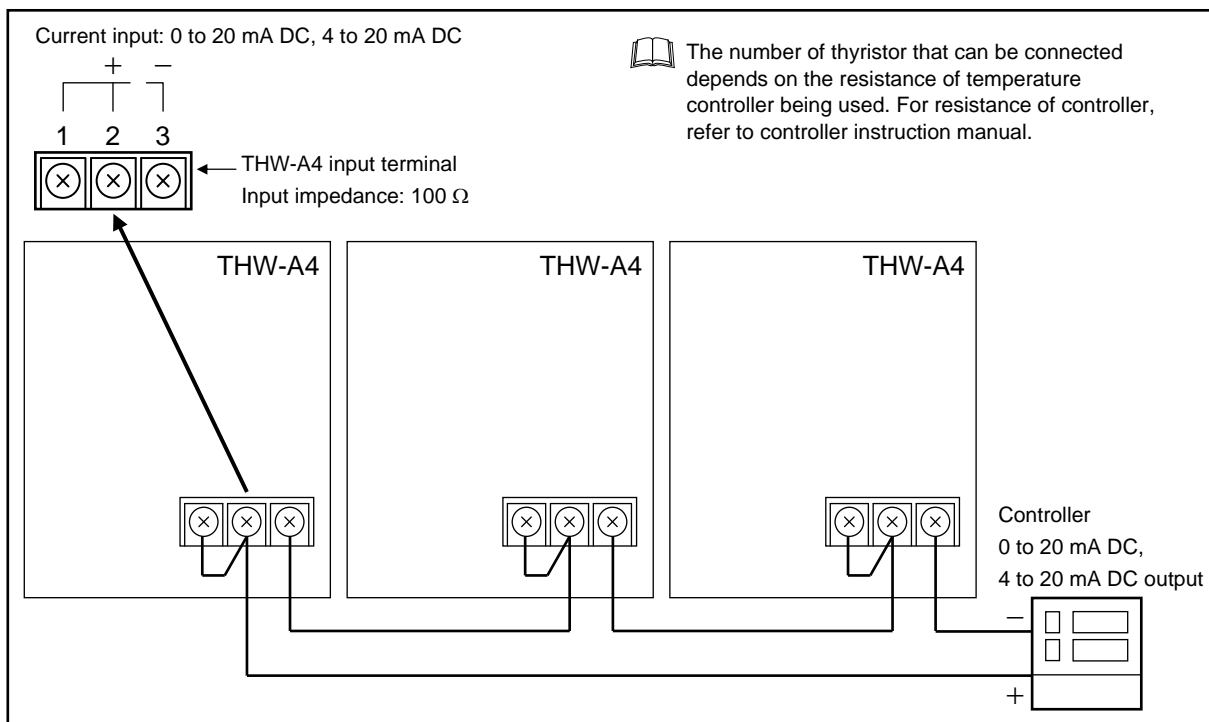 Current input: 0 to 20 mA DC, 4 to 20 mA DC
+ −
1 2 3
THW-A4 input terminal
Input impedance: 100 Ω
The number of thyristor that can be connected
depends on the resistance of temperature
controller being used. For resistance of controller,
refer to controller instruction manual.
THW-A4
THW-A4
THW-A4
Controller
0 to 20 mA DC,
4 to 20 mA DC output
−
+